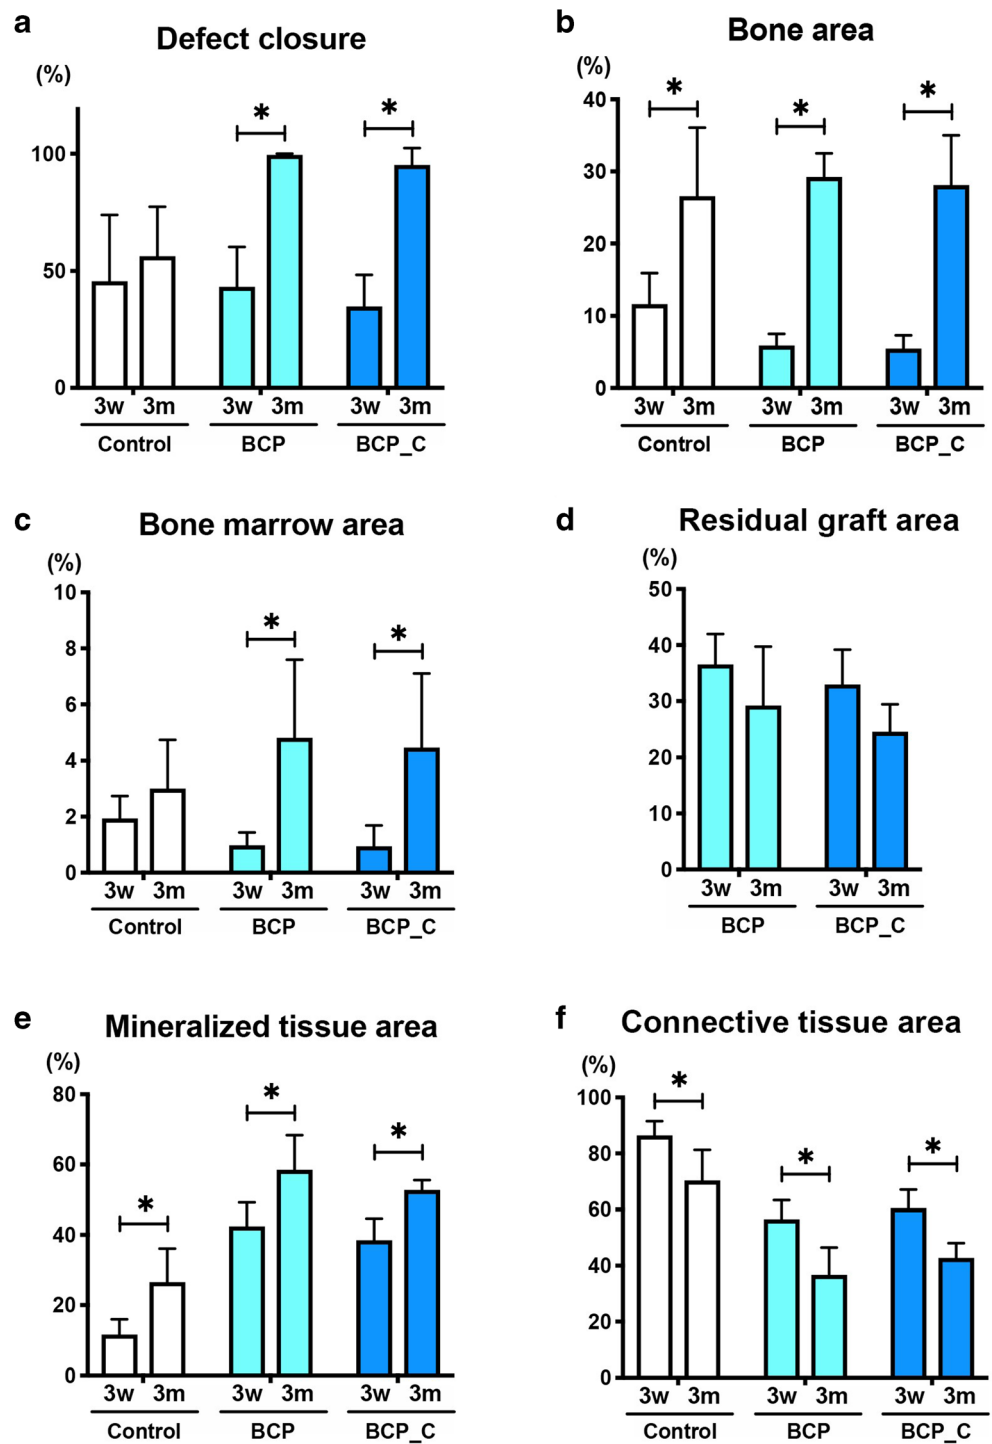 a
Defect closure
(%)
100
50
0
*
*
3w 3m 3w 3m 3w 3m
Control BCP BCP_C
b
Bone area
(%)
40
30
20
10
0
*
*
*
3w 3m 3w 3m 3w 3m
Control BCP BCP_C
c
Bone marrow area
(%)
10
8
6
4
2
0
*
*
3w 3m 3w 3m 3w 3m
Control BCP BCP_C
d
Residual graft area
(%)
50
40
30
20
10
0
3w 3m 3w 3m
BCP BCP_C
e
Mineralized tissue area
(%)
80
60
40
20
0
*
*
*
3w 3m 3w 3m 3w 3m
Control BCP BCP_C
f
Connective tissue area
(%)
100
80
60
40
20
0
*
*
*
3w 3m 3w 3m 3w 3m
Control BCP BCP_C